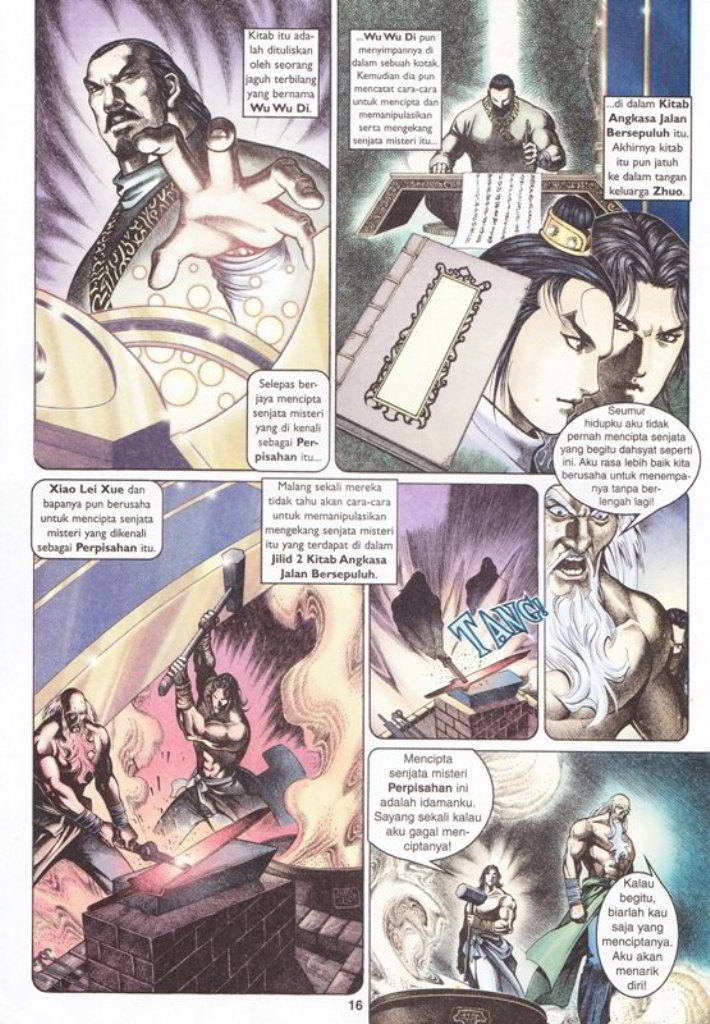 Kitab itu ada-
lah dituliskan
oleh seorang
jaguh terbilang
yang bernama
Wu Wu Di.
Selepas ber-
jaya mencipta
senjata misteri
yang di kenali
sebagai Per-
pisahan itu...
...Wu Wu Di pun
menyimpannya di
dalam sebuah kotak.
Kemudian dia pun
mencatat cara-cara
untuk mencipta dan
memanipulasikan
serta mengekang
senjata misteri itu...
...di dalam Kitab
Angkasa Jalan
Bersepuluh itu.
Akhirnya kitab
itu pun jatuh
ke dalam tangan
keluarga Zhuo.
Xiao Lei Xue dan
bapanya pun berusaha
untuk mencipta senjata
misteri yang dikenali
sebagai Perpisahan itu.
Malang sekali mereka
tidak tahu akan cara-cara
untuk memanipulasikan
mengekang senjata misteri
itu yang terdapat di dalam
Jilid 2 Kitab Angkasa
Jalan Bersepuluh.
TANG!
Seumur
hidupku aku tidak
pernah mencipta senjata
yang begitu dahsyat seperti
ini. Aku rasa lebih baik kita
berusaha untuk menempa-
nya tanpa ber-
lengah lagi!
Mencipta
senjata misteri
Perpisahan ini
adalah idamanku.
Sayang sekali kalau
aku gagal men-
ciptanya!
Kalau
begitu,
biarlah kau
saja yang
menciptanya.
Aku akan
menarik
diri!
16